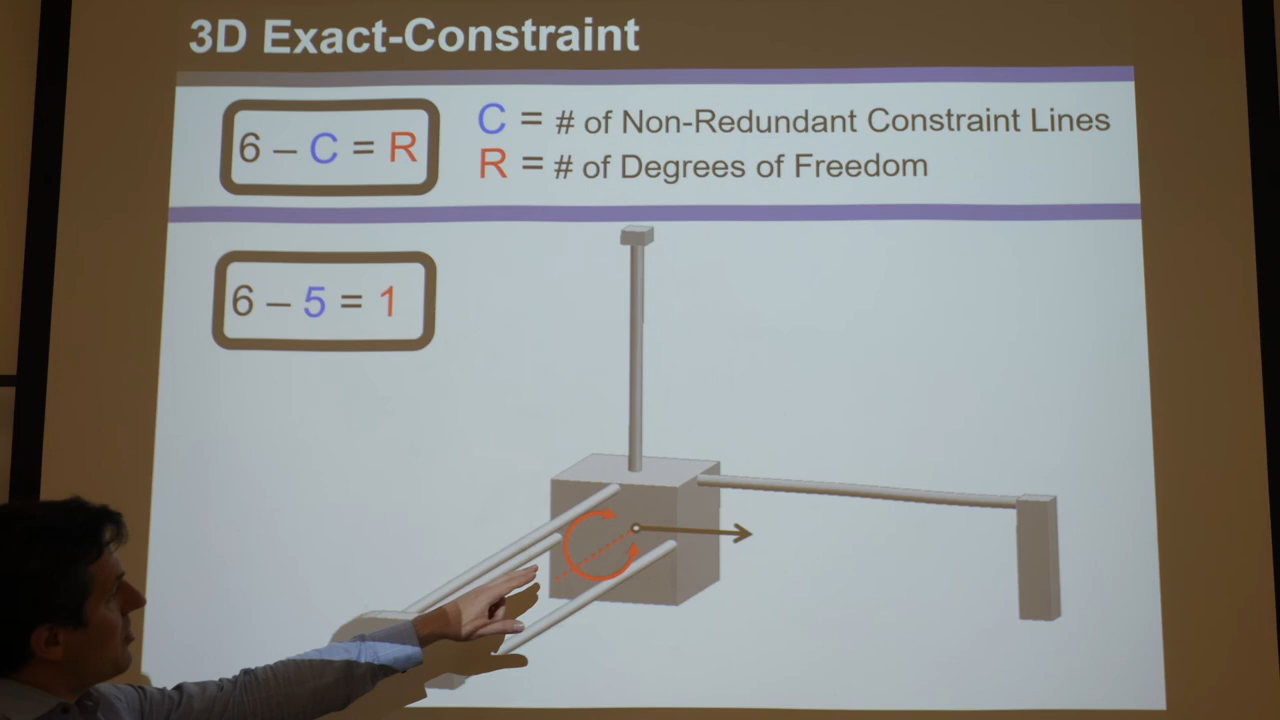 3D Exact-Constraint
6 – C = R
C = # of Non-Redundant Constraint Lines
R = # of Degrees of Freedom
6 – 5 = 1